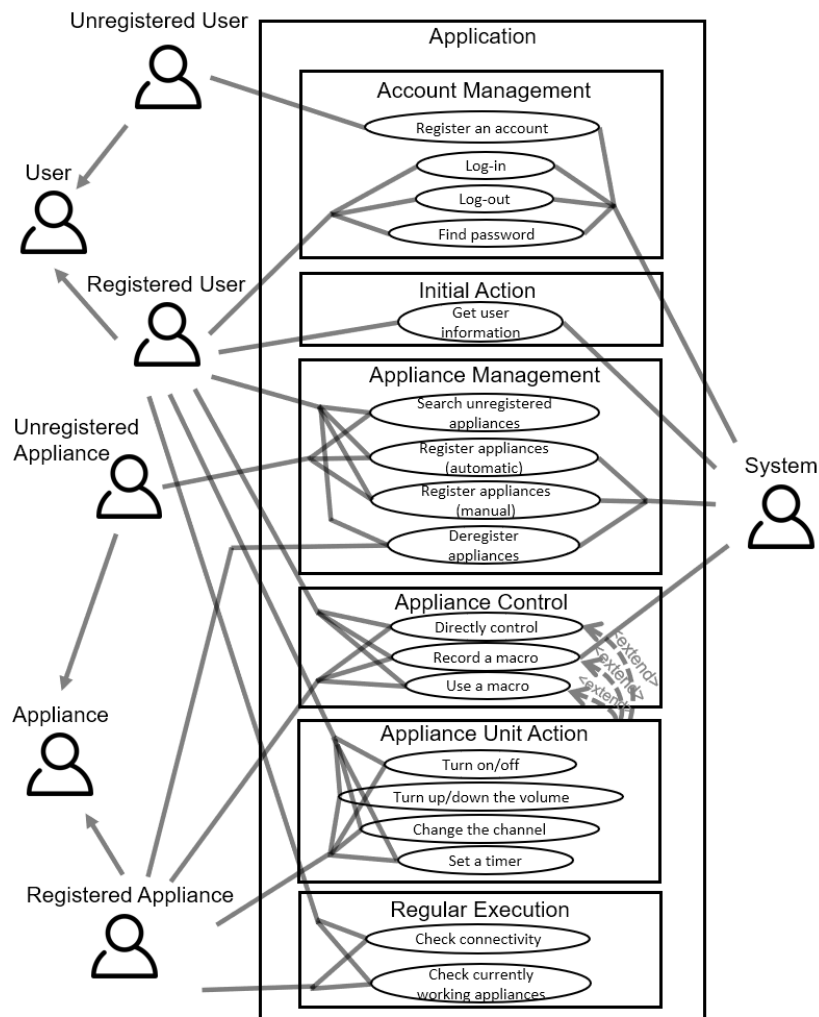 Unregistered User
Application
Account Management
Register an account
User
Log-in
Log-out
Find password
Registered User
Initial Action
Get user
information
Appliance Management
Search unregistered
appliances
Unregistered
Appliance
Register appliances
(automatic)
System
Register appliances
(manual)
Deregister
appliances
Appliance Control
Directly control
Record a macro
Use a macro
<extend>
<extend>
<extend>
Appliance
Appliance Unit Action
Turn on/off
Turn up/down the volume
Change the channel
Set a timer
Registered Appliance
Regular Execution
Check connectivity
Check currently
working appliances